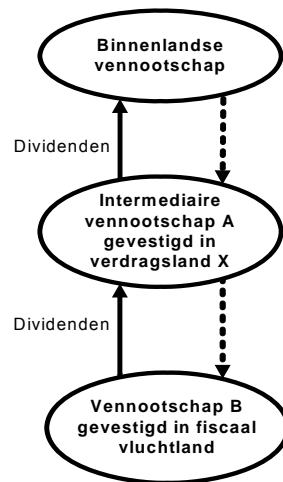 Binnenlandse
vennootschap
Dividenden
Intermediaire
vennootschap A
gevestigd in
verdragsland X
Dividenden
Vennootschap B
gevestigd in fiscaal
vluchtland